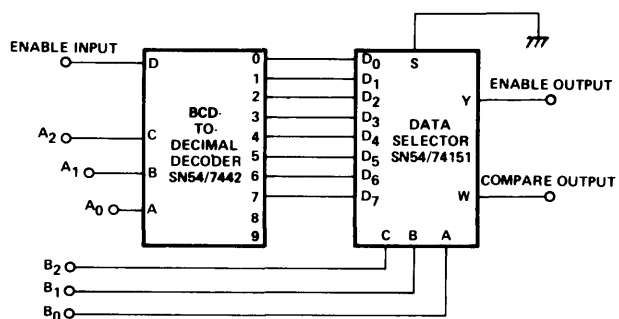 ENABLE INPUT
D
C
B
A
A2
A1
A0
BCD-
TO-
DECIMAL
DECODER
SN54/7442
0
1
2
3
4
5
6
7
8
9
D0
D1
D2
D3
D4
D5
D6
D7
S
DATA
SELECTOR
SN54/74151
Y
W
C B A
ENABLE OUTPUT
COMPARE OUTPUT
B2
B1
B0